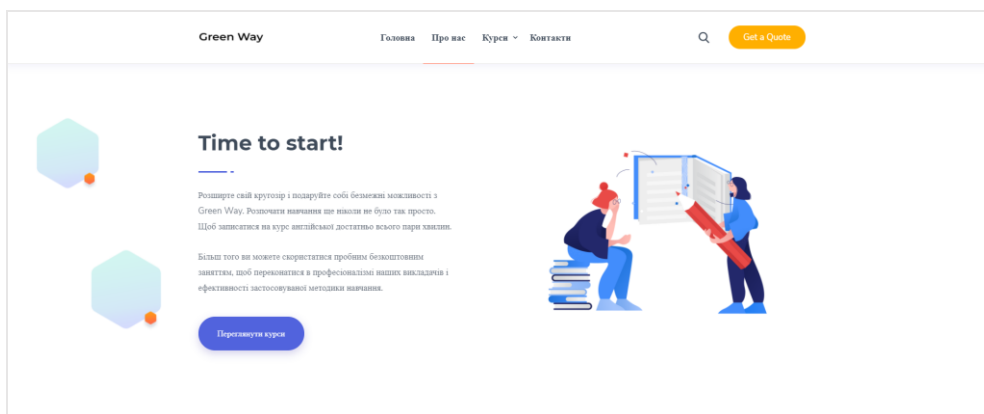 Green Way
Головна Про нас Курси Контакти
Get a Quote
Time to start!
Розширте свій кругозір і подаруйте собі безмежні можливості з
Green Way. Розпочати навчання ще ніколи не було так просто.
Щоб записатися на курс англійської достатньо всього пари хвилин.
Більш того ви можете скористатися пробним безкоштовним
заняттям, щоб переконатися в професіоналізмі наших викладачів і
ефективності застосовуваної методики навчання.
Переглянути курси